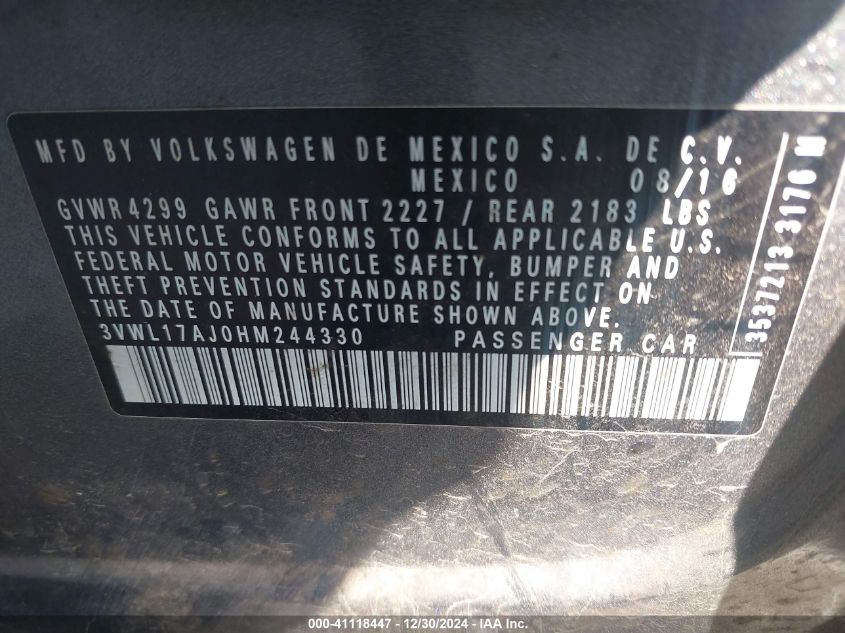 MFD BY VOLKSWAGEN DE MEXICO S.A. DE C.V.
MEXICO 08/16
GVWR 4299 GAWR FRONT 2227 / REAR 2183 LBS
THIS VEHICLE CONFORMS TO ALL APPLICABLE U.S.
FEDERAL MOTOR VEHICLE SAFETY, BUMPER AND
THEFT PREVENTION STANDARDS IN EFFECT ON
THE DATE OF MANUFACTURE SHOWN ABOVE.
3VWL17AJ0HM244330 PASSENGER CAR
3537213 3176 M
000-41118447 - 12/30/2024 - IAA Inc.